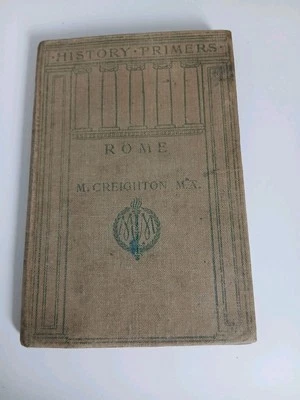 HISTORY · PRIMERS
ROME
M. CREIGHTON M.A.